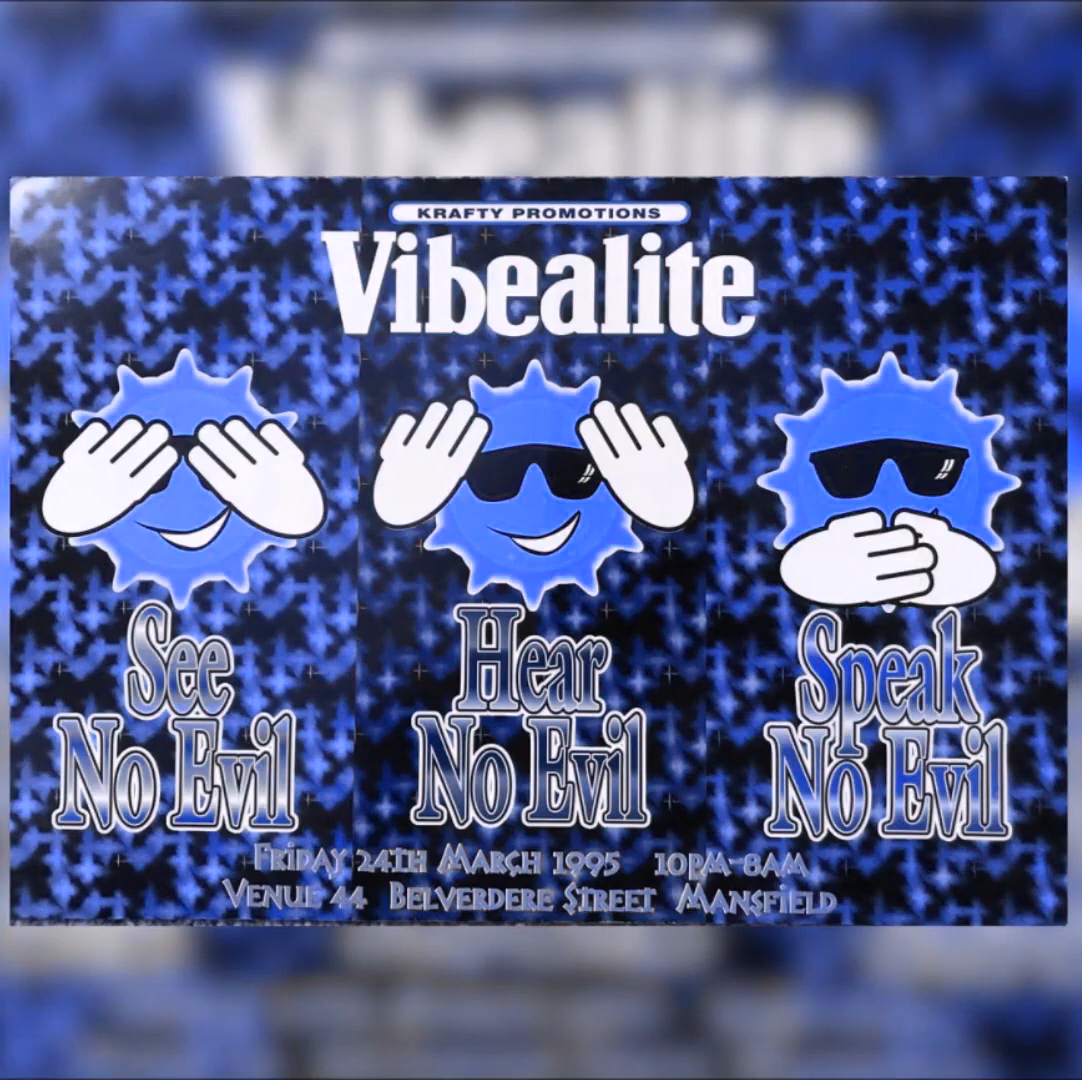 KRAFTY PROMOTIONS
Vibealite
See
No Evil
Hear
No Evil
Speak
No Evil
FRIDAY 24TH MARCH 1995 10PM-8AM
VENUE 44 BELVERDERE STREET MANSFIELD